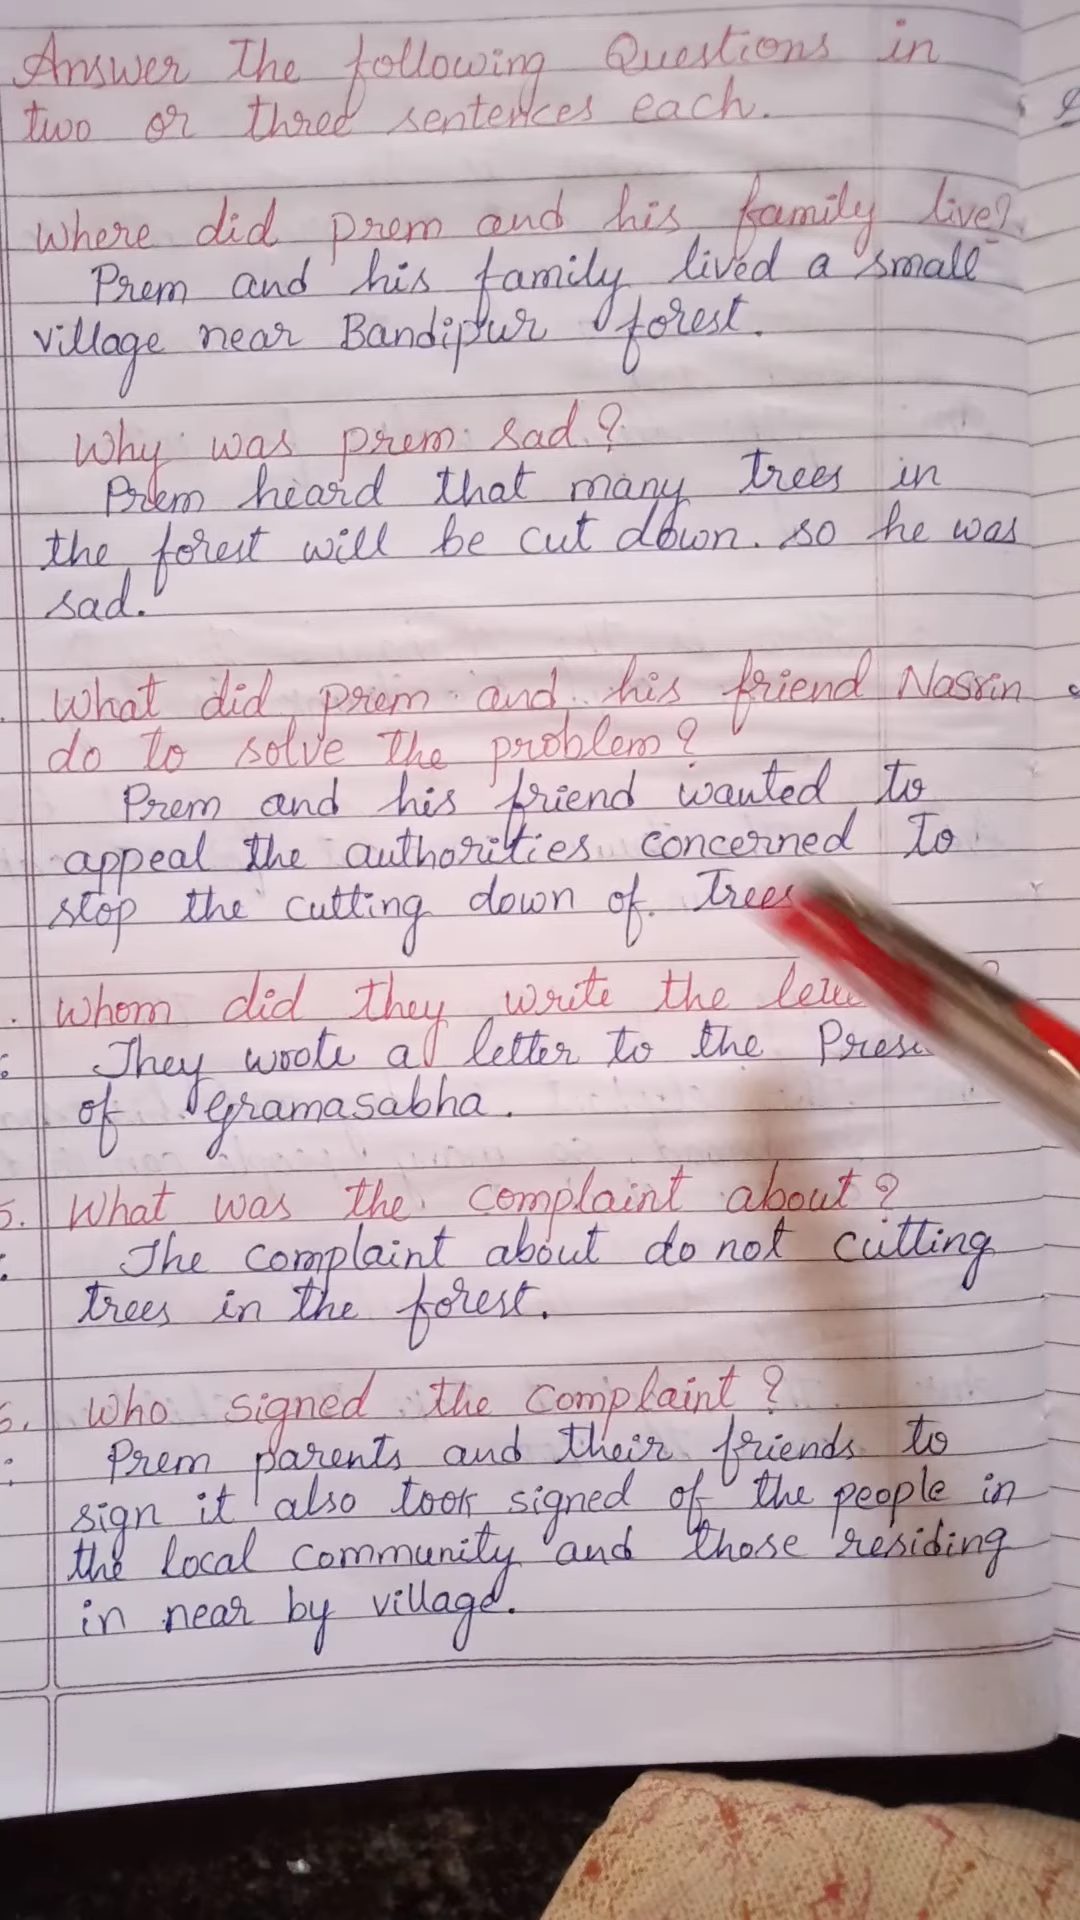 Answer The following Questions in
two or three sentences each.
Where did prem and his family live?
Prem and his family lived a small
village near Bandipur forest.
Why was prem sad?
Prem heard that many trees in
the forest will be cut down. so he was
sad.
What did prem and his friend Nasrin
do to solve the problem?
Prem and his friend wanted to
appeal the authorities concerned to
stop the cutting down of Trees
Whom did they write the
They wrote a letter to the
of gramasabha.
5. What was the complaint about?
The complaint about do not cutting
trees in the forest.
6. Who signed the complaint?
Prem parents and their friends to
sign it also took signed of the people in
the local community and those residing
in near by village.